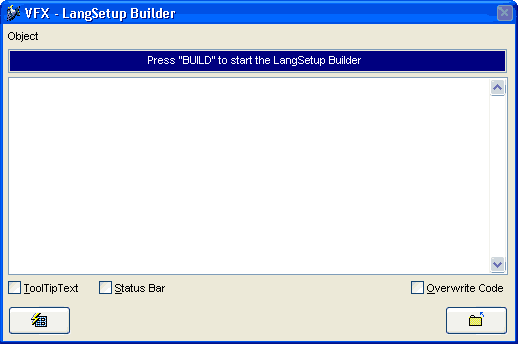 VFX - LangSetup Builder
Object
Press "BUILD" to start the LangSetup Builder
ToolTipText Status Bar Overwrite Code